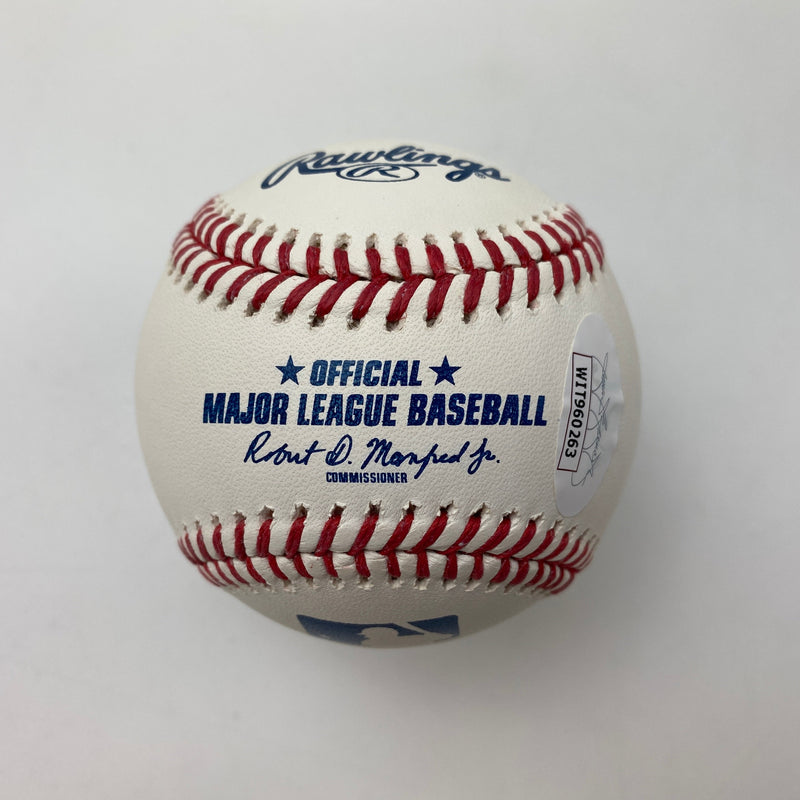 Rawlings
R
★ OFFICIAL ★
MAJOR LEAGUE BASEBALL
Robert D. Manfred Jr.
COMMISSIONER
WIT960263